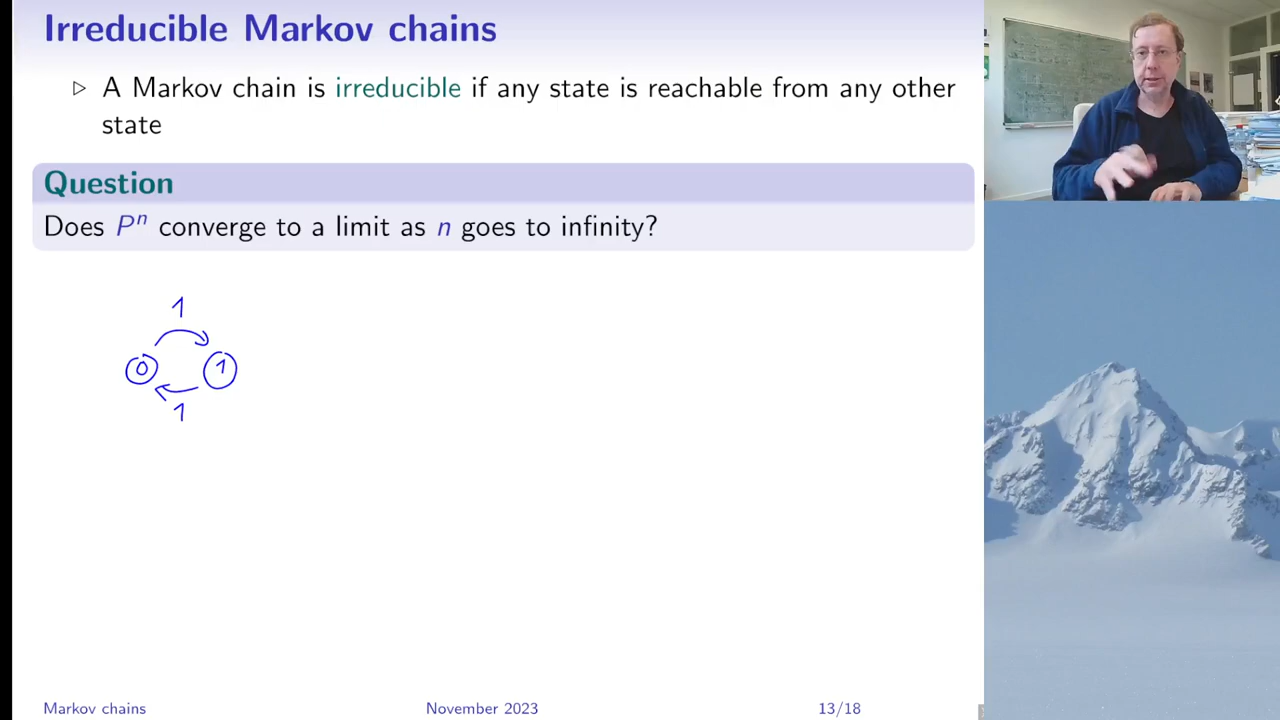 Irreducible Markov chains
▷ A Markov chain is irreducible if any state is reachable from any other
state
Question
Does Pⁿ converge to a limit as n goes to infinity?
1
0 1
1
Markov chains November 2023 13/18